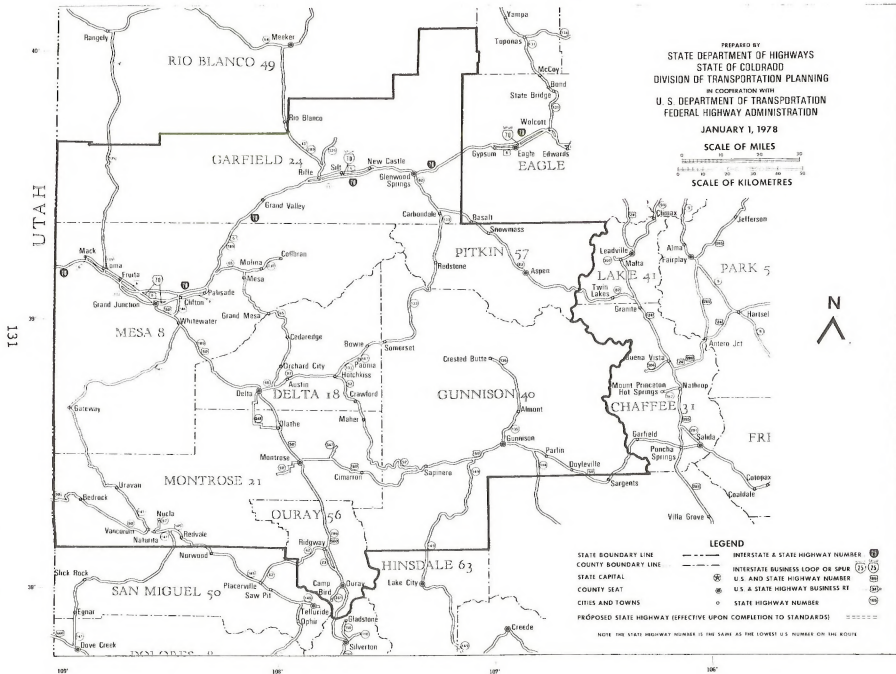 PREPARED BY
STATE DEPARTMENT OF HIGHWAYS
STATE OF COLORADO
DIVISION OF TRANSPORTATION PLANNING
IN COOPERATION WITH
U. S. DEPARTMENT OF TRANSPORTATION
FEDERAL HIGHWAY ADMINISTRATION
JANUARY 1, 1978
SCALE OF MILES
SCALE OF KILOMETRES
N
UTAH
131
40°
39°
38°
109°
108°
107°
106°
Rangely
Meeker
RIO BLANCO 49
Yampa
Toponas
McCoy
Bond
State Bridge
Wolcott
Rio Blanco
GARFIELD 24
Rifle
Silt
New Castle
Glenwood
Springs
Gypsum
Eagle
Edwards
EAGLE
Grand Valley
Carbondale
Basalt
Snowmass
PITKIN 57
Aspen
Redstone
Climax
Leadville
Malta
LAKE 41
Twin
Lakes
Granite
Alma
Fairplay
Jefferson
PARK 5
Hartsel
Antero Jct
Mack
Loma
Fruita
Grand Junction
Clifton
Palisade
Whitewater
MESA 8
Molina
Collbran
Mesa
Grand Mesa
Cedaredge
Orchard City
Austin
Delta
DELTA 18
Bowie
Somerset
Paonia
Hotchkiss
Crawford
Maher
Crested Butte
GUNNISON 40
Almont
Gunnison
Parlin
Doyleville
Sargents
Buena Vista
Mount Princeton
Hot Springs
Nathrop
CHAFFEE 31
Garfield
Poncha
Springs
Salida
FRI
Cotopax
Coaldale
Villa Grove
Gateway
Olathe
Montrose
Cimarron
Sapinero
MONTROSE 21
Uravan
Bedrock
Nucla
Vancorum
Naturita
Redvale
Norwood
OURAY 56
Ridgway
HINSDALE 63
Lake City
Slick Rock
SAN MIGUEL 50
Placerville
Saw Pit
Camp
Bird
Ouray
Telluride
Ophir
Gladstone
Silverton
Egnar
Dove Creek
DOLORES
Creede
LEGEND
STATE BOUNDARY LINE
COUNTY BOUNDARY LINE
STATE CAPITAL
COUNTY SEAT
CITIES AND TOWNS
INTERSTATE & STATE HIGHWAY NUMBER
INTERSTATE BUSINESS LOOP OR SPUR
U.S. AND STATE HIGHWAY NUMBER
U.S. & STATE HIGHWAY BUSINESS RT
STATE HIGHWAY NUMBER
PROPOSED STATE HIGHWAY (EFFECTIVE UPON COMPLETION TO STANDARDS)
NOTE THE STATE HIGHWAY NUMBER IS THE SAME AS THE LOWEST U.S. NUMBER ON THE ROUTE